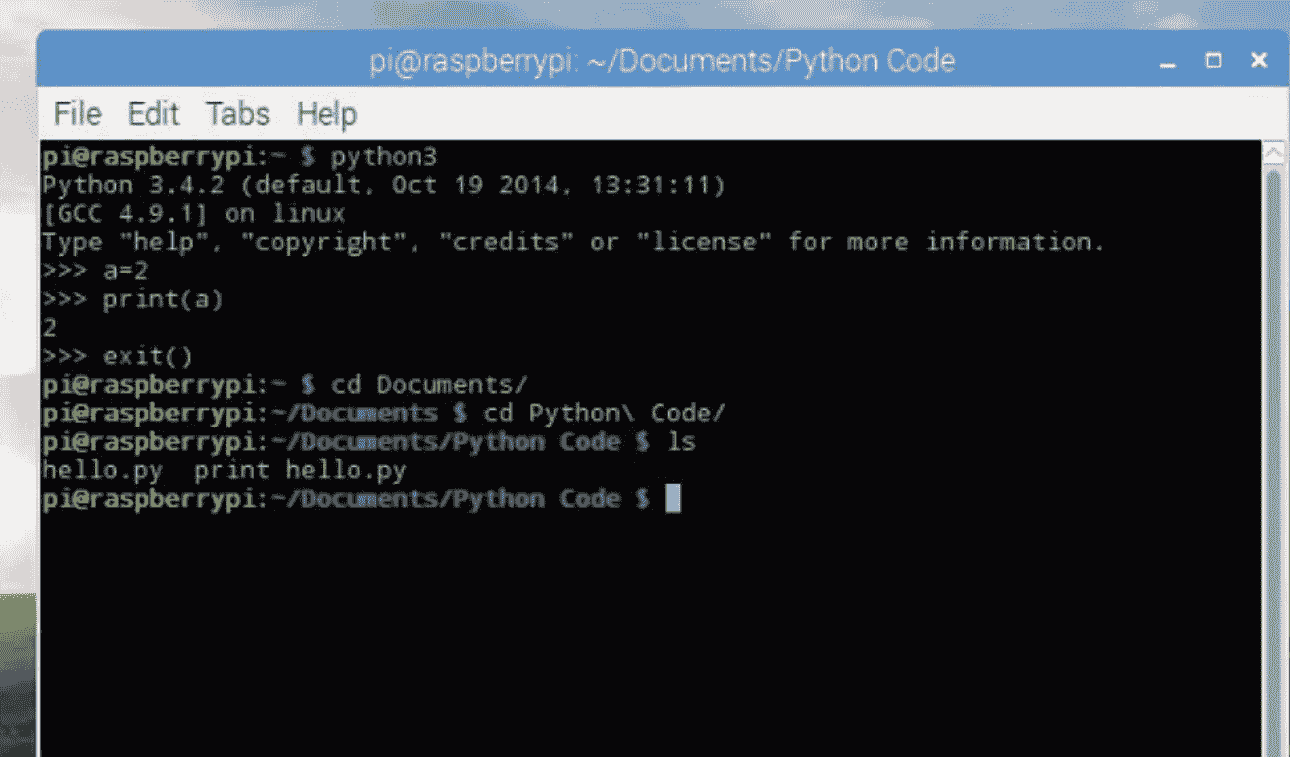 pi@raspberrypi: ~/Documents/Python Code
File Edit Tabs Help
pi@raspberrypi:~ $ python3
Python 3.4.2 (default, Oct 19 2014, 13:31:11)
[GCC 4.9.1] on linux
Type "help", "copyright", "credits" or "license" for more information.
>>> a=2
>>> print(a)
2
>>> exit()
pi@raspberrypi:~ $ cd Documents/
pi@raspberrypi:~/Documents $ cd Python\ Code/
pi@raspberrypi:~/Documents/Python Code $ ls
hello.py  print hello.py
pi@raspberrypi:~/Documents/Python Code $